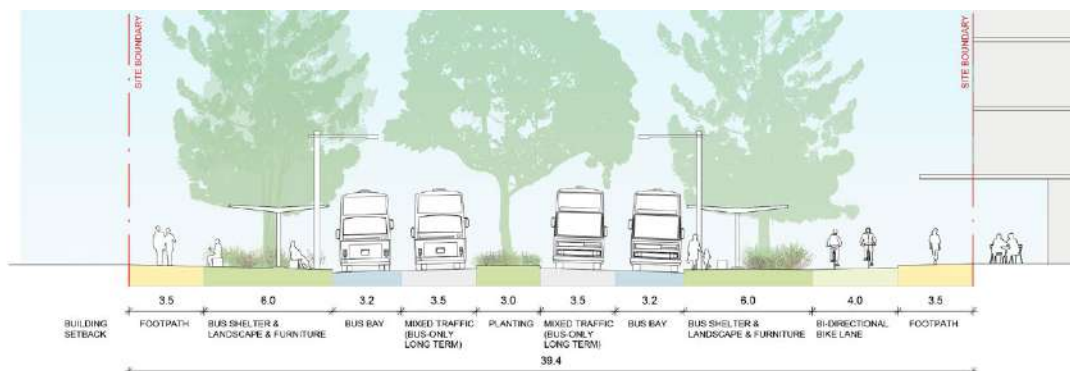 SITE BOUNDARY
SITE BOUNDARY
3.5 6.0 3.2 3.5 3.0 3.5 3.2 6.0 4.0 3.5
BUILDING SETBACK
FOOTPATH
BUS SHELTER &
LANDSCAPE & FURNITURE
BUS BAY
MIXED TRAFFIC
(BUS-ONLY
LONG TERM)
PLANTING
MIXED TRAFFIC
(BUS-ONLY
LONG TERM)
BUS BAY
BUS SHELTER &
LANDSCAPE & FURNITURE
BI-DIRECTIONAL
BIKE LANE
FOOTPATH
39.4